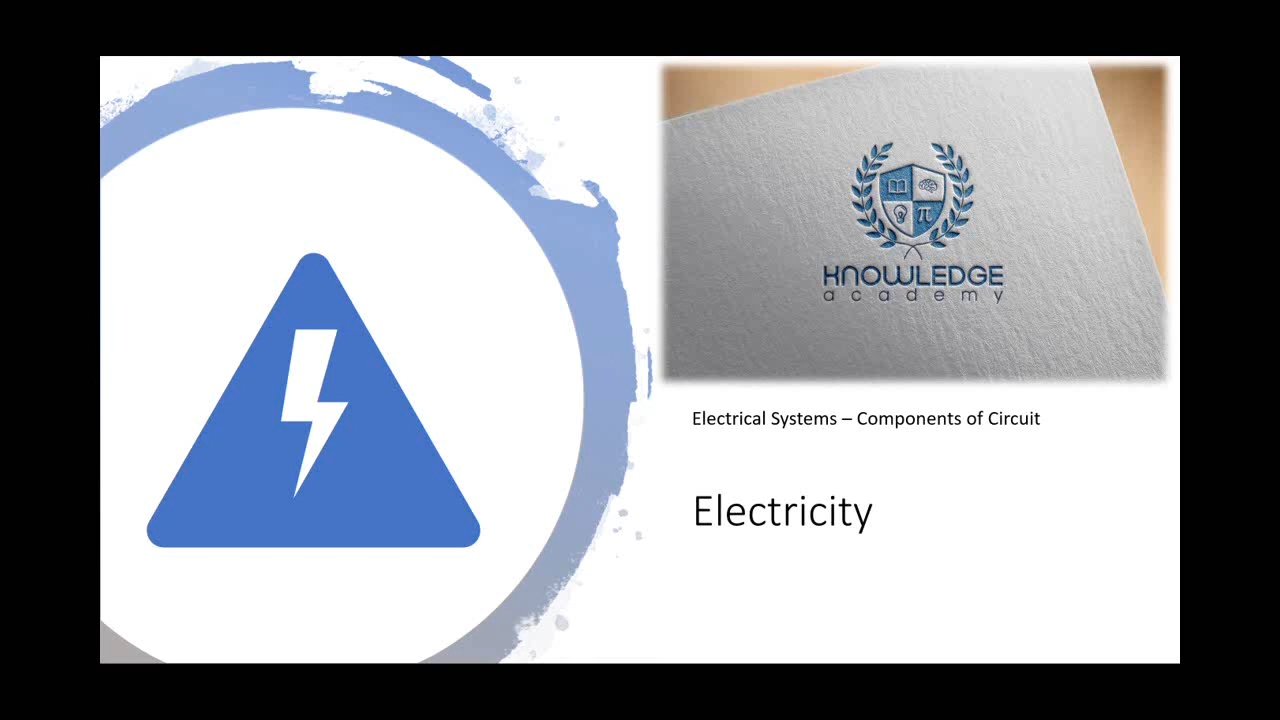 π
KNOWLEDGE
academy
Electrical Systems – Components of Circuit
Electricity